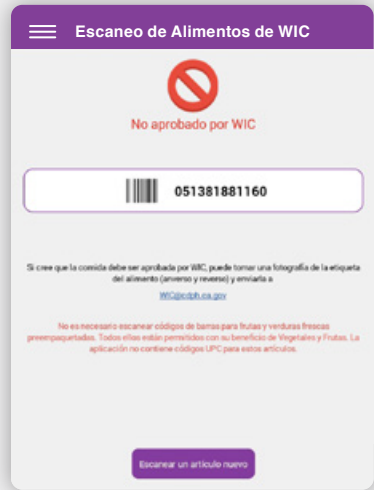 Escaneo de Alimentos de WIC
No aprobado por WIC
051381881160
Si cree que la comida debe ser aprobada por WIC, puede tomar una fotografía de la etiqueta
del alimento (anverso y reverso) y enviarla a
WIC@cdph.ca.gov
No es necesario escanear códigos de barras para frutas y verduras frescas
preempaquetadas. Todos ellos están permitidos con su beneficio de Vegetales y Frutas. La
aplicación no contiene códigos UPC para estos artículos.
Escanear un artículo nuevo